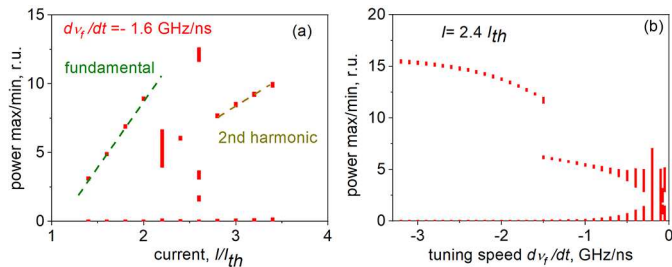 dν_f/dt=- 1.6 GHz/ns
(a)
fundamental
2nd harmonic
power max/min, r.u.
15
10
5
0
1
2
3
4
current, I/I_th
(b)
I= 2.4 I_th
power max/min, r.u.
20
15
10
5
0
-3
-2
-1
0
tuning speed dν_f/dt, GHz/ns